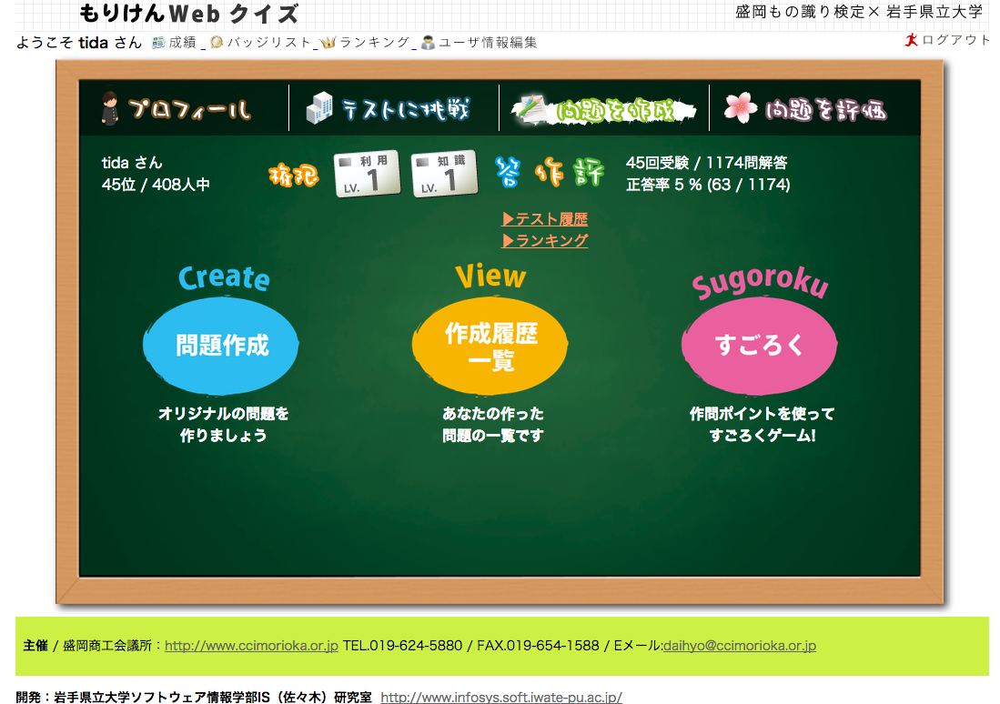 もりけんWeb クイズ
盛岡もの識り検定× 岩手県立大学
ようこそ tida さん 成績 バッジリスト ランキング ユーザ情報編集
ログアウト
プロフィール テストに挑戦 問題を作成 問題を評価
tida さん
45位 / 408人中
権限
利用
LV. 1
知識
LV. 1
答 作 評
45回受験 / 1174問解答
正答率 5 % (63 / 1174)
▶テスト履歴
▶ランキング
Create
問題作成
オリジナルの問題を
作りましょう
View
作成履歴
一覧
あなたの作った
問題の一覧です
Sugoroku
すごろく
作問ポイントを使って
すごろくゲーム!
主催 / 盛岡商工会議所：http://www.ccimorioka.or.jp TEL.019-624-5880 / FAX.019-654-1588 / Eメール:daihyo@ccimorioka.or.jp
開発：岩手県立大学ソフトウェア情報学部IS（佐々木）研究室 http://www.infosys.soft.iwate-pu.ac.jp/